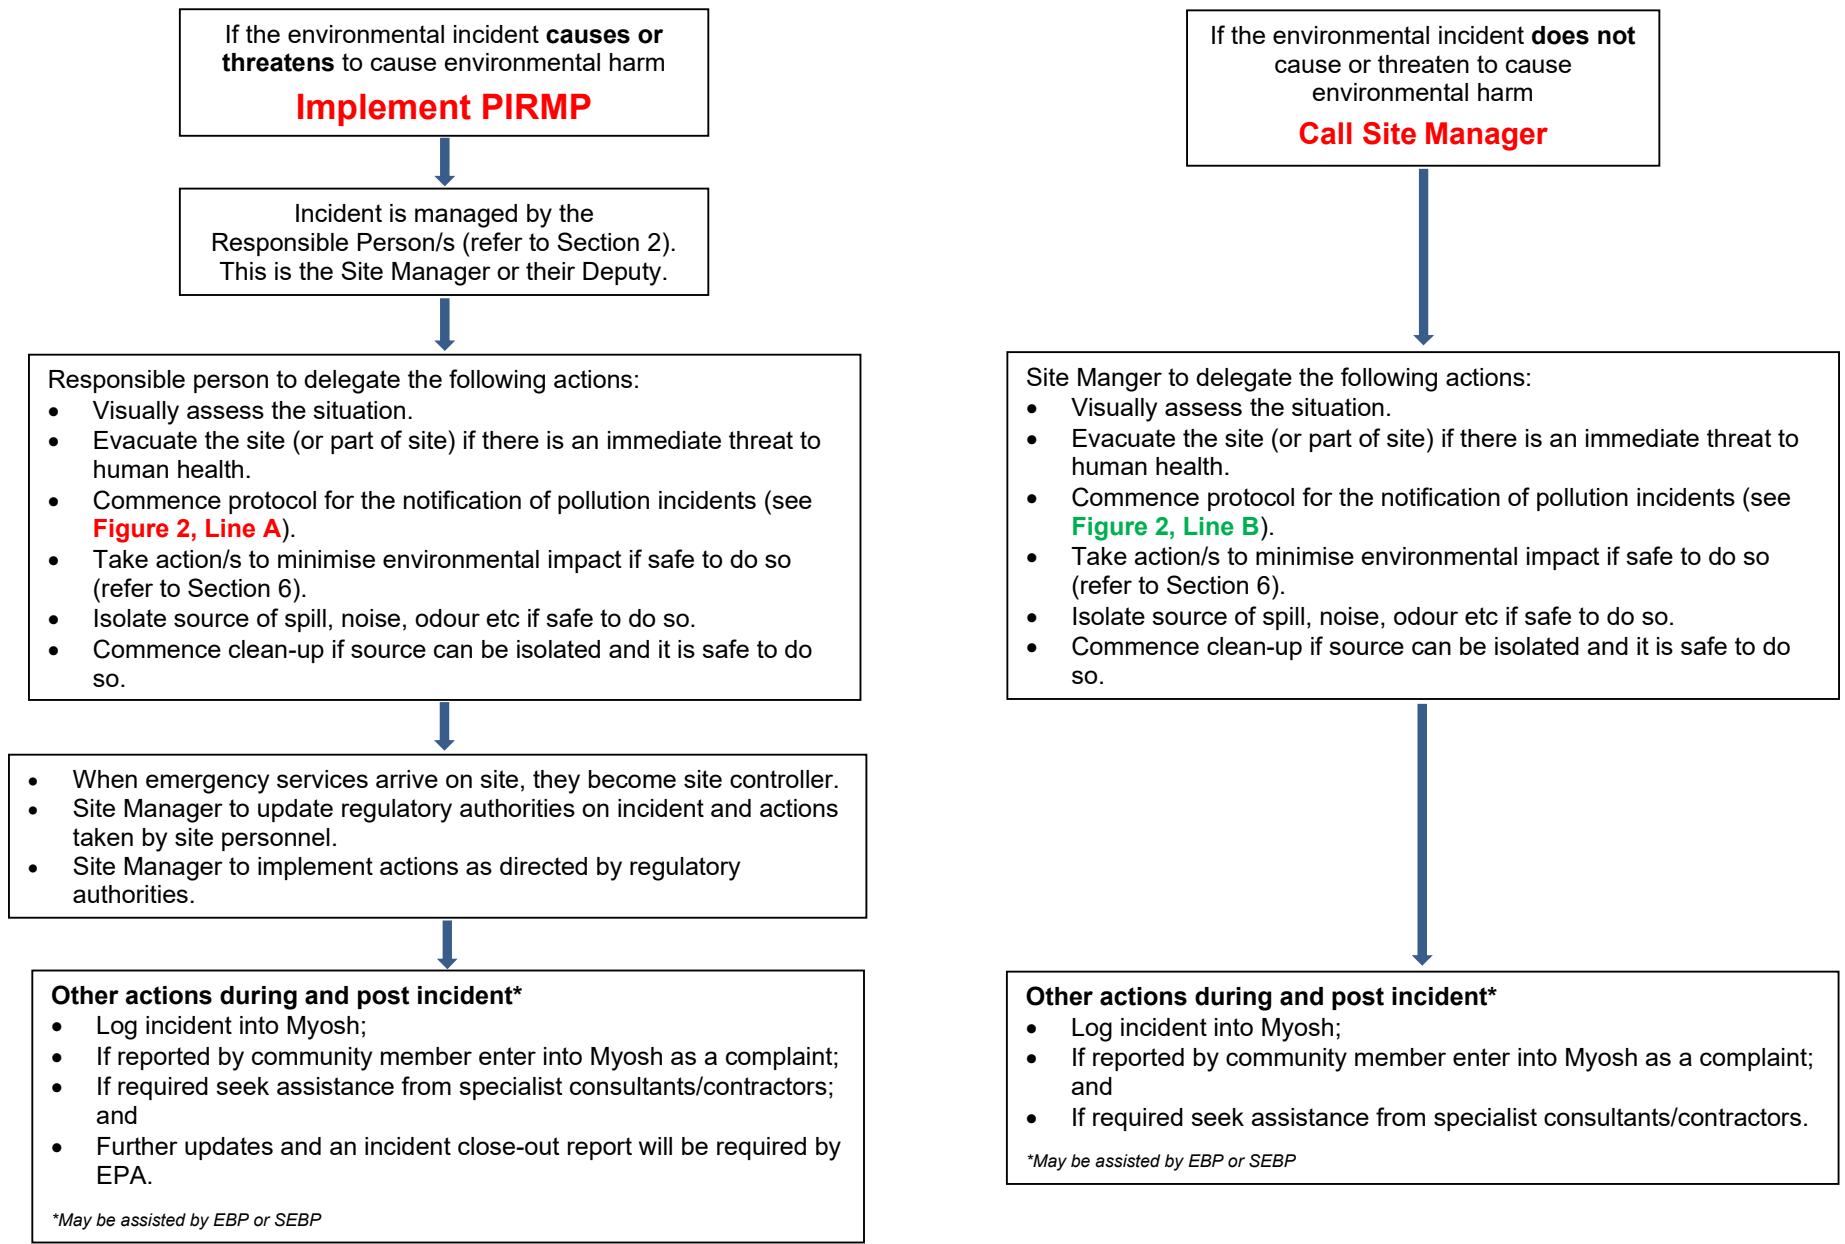 If the environmental incident causes or
threatens to cause environmental harm
Implement PIRMP
Incident is managed by the
Responsible Person/s (refer to Section 2).
This is the Site Manager or their Deputy.
Responsible person to delegate the following actions:
• Visually assess the situation.
• Evacuate the site (or part of site) if there is an immediate threat to
human health.
• Commence protocol for the notification of pollution incidents (see
Figure 2, Line A).
• Take action/s to minimise environmental impact if safe to do so
(refer to Section 6).
• Isolate source of spill, noise, odour etc if safe to do so.
• Commence clean-up if source can be isolated and it is safe to do
so.
• When emergency services arrive on site, they become site controller.
• Site Manager to update regulatory authorities on incident and actions
taken by site personnel.
• Site Manager to implement actions as directed by regulatory
authorities.
Other actions during and post incident*
• Log incident into Myosh;
• If reported by community member enter into Myosh as a complaint;
• If required seek assistance from specialist consultants/contractors;
and
• Further updates and an incident close-out report will be required by
EPA.
*May be assisted by EBP or SEBP
If the environmental incident does not
cause or threaten to cause
environmental harm
Call Site Manager
Site Manger to delegate the following actions:
• Visually assess the situation.
• Evacuate the site (or part of site) if there is an immediate threat to
human health.
• Commence protocol for the notification of pollution incidents (see
Figure 2, Line B).
• Take action/s to minimise environmental impact if safe to do so
(refer to Section 6).
• Isolate source of spill, noise, odour etc if safe to do so.
• Commence clean-up if source can be isolated and it is safe to do
so.
Other actions during and post incident*
• Log incident into Myosh;
• If reported by community member enter into Myosh as a complaint;
and
• If required seek assistance from specialist consultants/contractors.
*May be assisted by EBP or SEBP